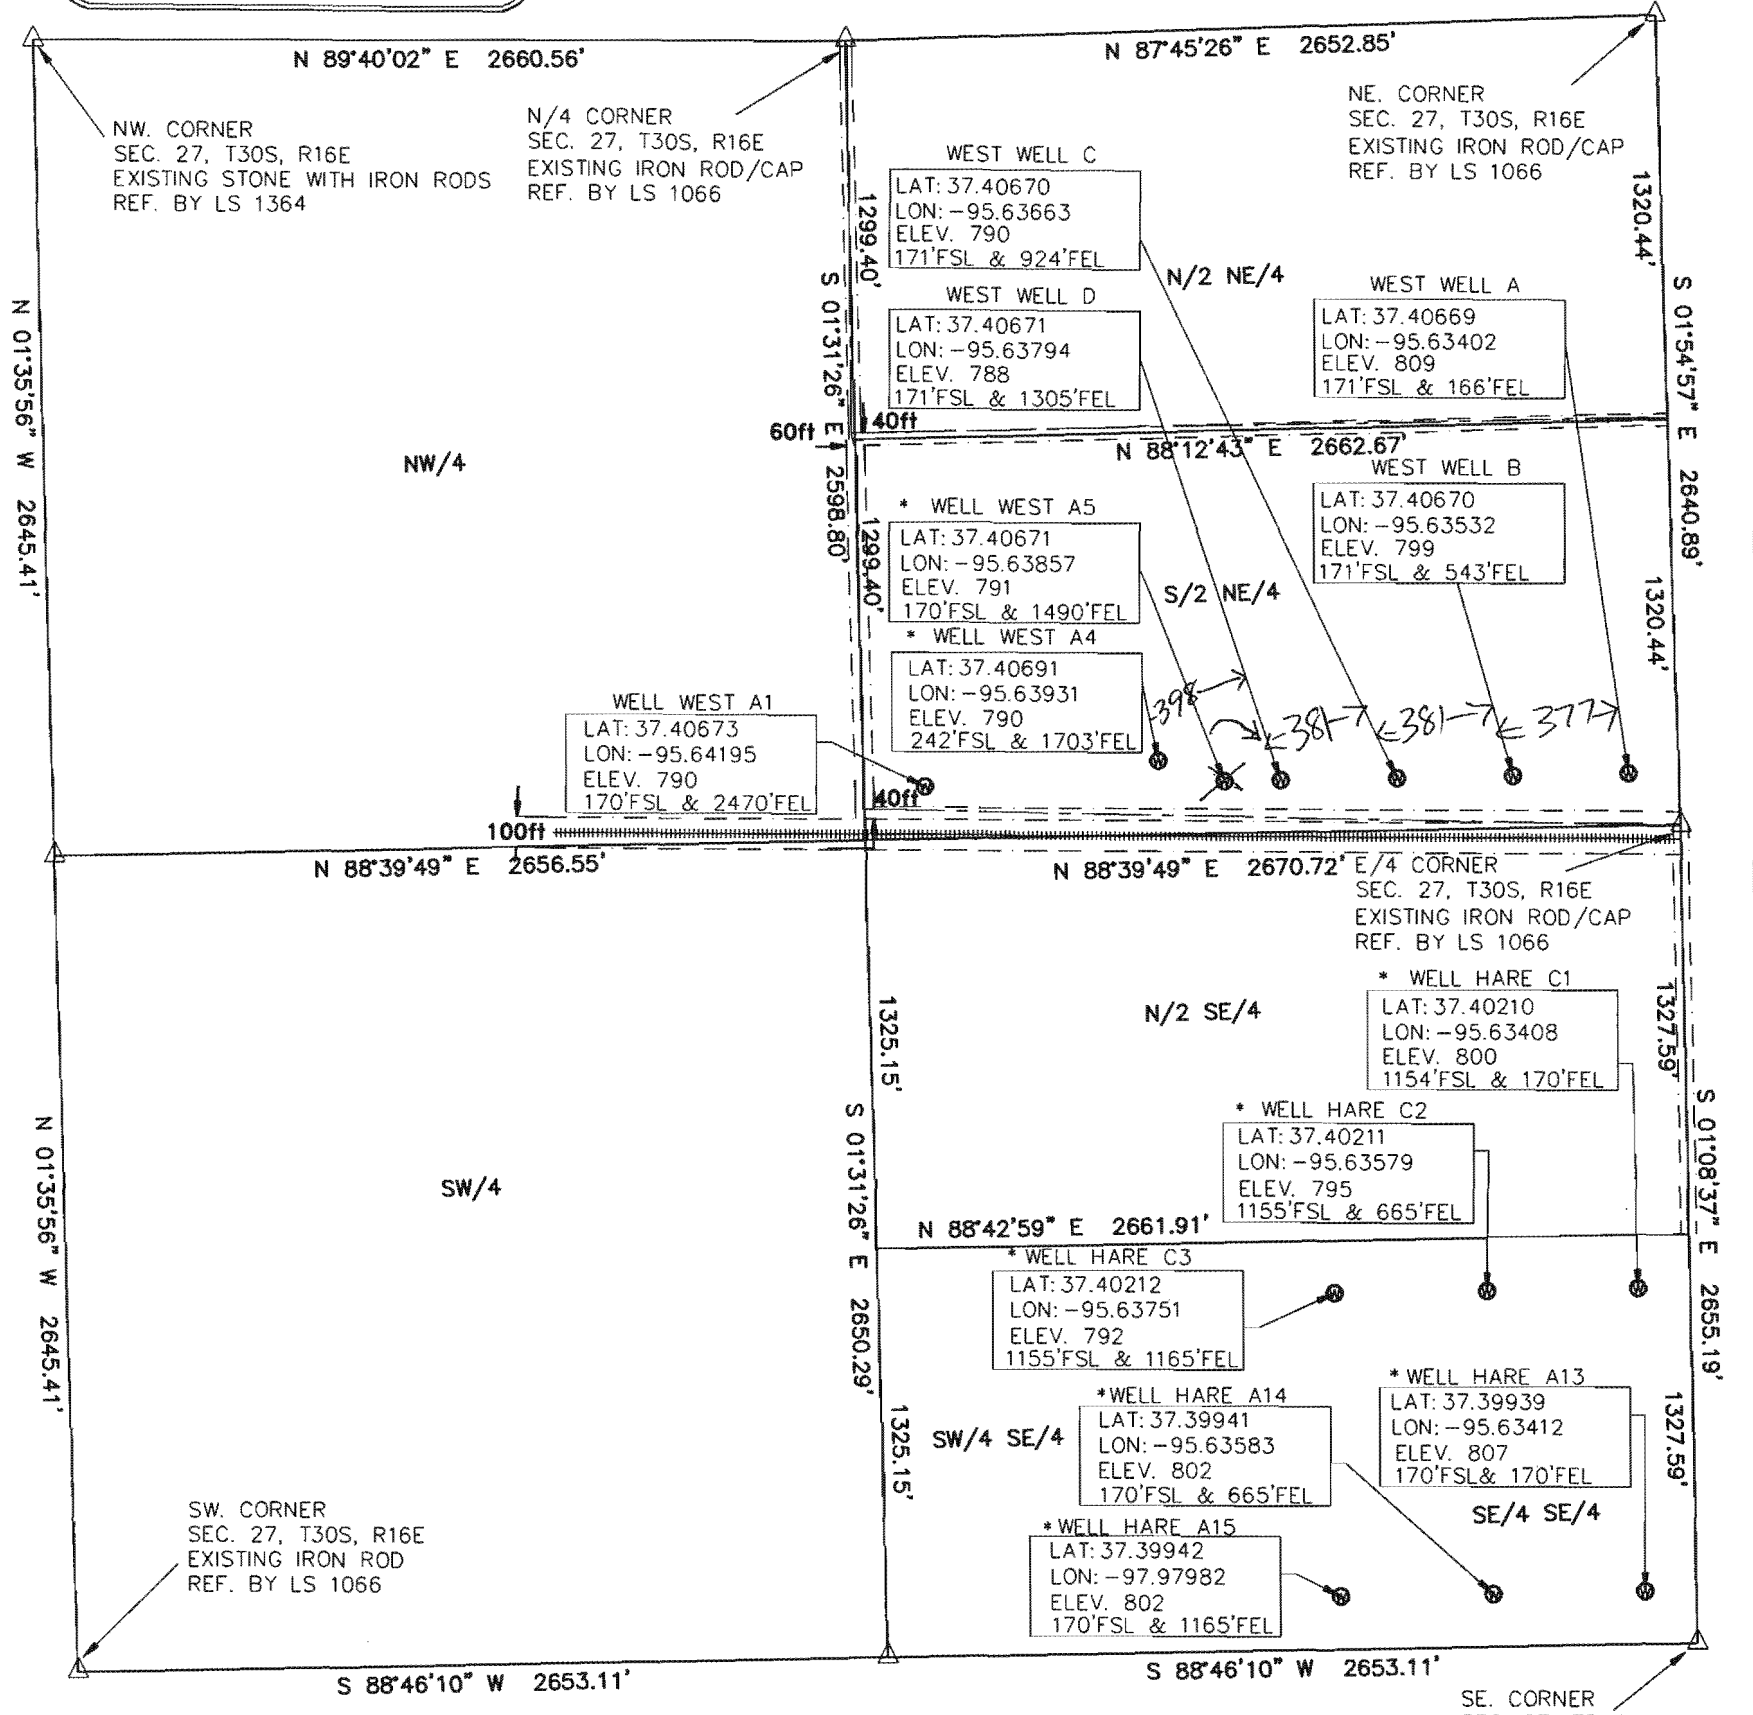 N 89°40'02" E 2660.56'
N 87°45'26" E 2652.85'
NW. CORNER
SEC. 27, T30S, R16E
EXISTING STONE WITH IRON RODS
REF. BY LS 1364
N/4 CORNER
SEC. 27, T30S, R16E
EXISTING IRON ROD/CAP
REF. BY LS 1066
NE. CORNER
SEC. 27, T30S, R16E
EXISTING IRON ROD/CAP
REF. BY LS 1066
WEST WELL C
LAT: 37.40670
LON: -95.63663
ELEV. 790
171'FSL & 924'FEL
1299.40'
1320.44'
N/2 NE/4
WEST WELL D
LAT: 37.40671
LON: -95.63794
ELEV. 788
171'FSL & 1305'FEL
WEST WELL A
LAT: 37.40669
LON: -95.63402
ELEV. 809
171'FSL & 166'FEL
N 01°35'56" W 2645.41'
S 01°31'26" E 2598.80'
S 01°54'57" E 2640.89'
NW/4
60ft
40ft
N 88°12'43" E 2662.67'
WEST WELL B
LAT: 37.40670
LON: -95.63532
ELEV. 799
171'FSL & 543'FEL
* WELL WEST A5
LAT: 37.40671
LON: -95.63857
ELEV. 791
170'FSL & 1490'FEL
1299.40'
S/2 NE/4
1320.44'
* WELL WEST A4
LAT: 37.40691
LON: -95.63931
ELEV. 790
242'FSL & 1703'FEL
398
381
381
377
WELL WEST A1
LAT: 37.40673
LON: -95.64195
ELEV. 790
170'FSL & 2470'FEL
W
W
W
W
W
W
W
40ft
100ft
N 88°39'49" E 2656.55'
N 88°39'49" E 2670.72'
E/4 CORNER
SEC. 27, T30S, R16E
EXISTING IRON ROD/CAP
REF. BY LS 1066
N/2 SE/4
1325.15'
1327.59'
* WELL HARE C1
LAT: 37.40210
LON: -95.63408
ELEV. 800
1154'FSL & 170'FEL
* WELL HARE C2
LAT: 37.40211
LON: -95.63579
ELEV. 795
1155'FSL & 665'FEL
N 01°35'56" W 2645.41'
S 01°31'26" E 2650.29'
S 01°08'37" E 2655.19'
SW/4
N 88°42'59" E 2661.91'
* WELL HARE C3
LAT: 37.40212
LON: -95.63751
ELEV. 792
1155'FSL & 1165'FEL
W
W
W
*WELL HARE A14
LAT: 37.39941
LON: -95.63583
ELEV. 802
170'FSL & 665'FEL
* WELL HARE A13
LAT: 37.39939
LON: -95.63412
ELEV. 807
170'FSL& 170'FEL
1325.15'
1327.59'
SW/4 SE/4
SE/4 SE/4
*WELL HARE A15
LAT: 37.39942
LON: -97.97982
ELEV. 802
170'FSL & 1165'FEL
W
W
W
SW. CORNER
SEC. 27, T30S, R16E
EXISTING IRON ROD
REF. BY LS 1066
S 88°46'10" W 2653.11'
S 88°46'10" W 2653.11'
SE. CORNER